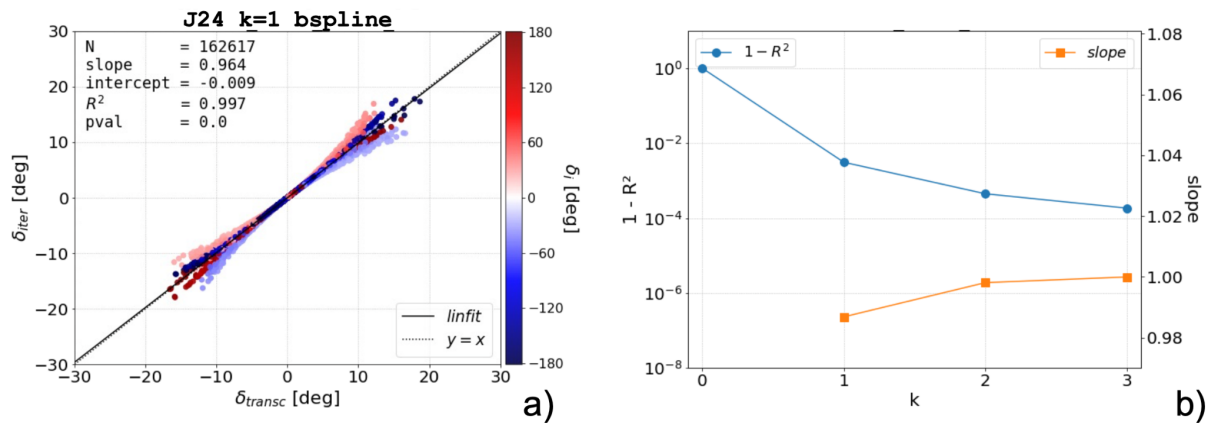 J24_k=1_bspline
N = 162617
slope = 0.964
intercept = -0.009
R² = 0.997
pval = 0.0
30
20
10
0
−10
−20
−30
δiter [deg]
−30 −20 −10 0 10 20 30
δtransc [deg]
linfit
y = x
180
120
60
0
−60
−120
−180
δi [deg]
a)
1 − R²
slope
10⁰
10⁻²
10⁻⁴
10⁻⁶
10⁻⁸
1 - R²
0 1 2 3
k
1.08
1.06
1.04
1.02
1.00
0.98
slope
b)